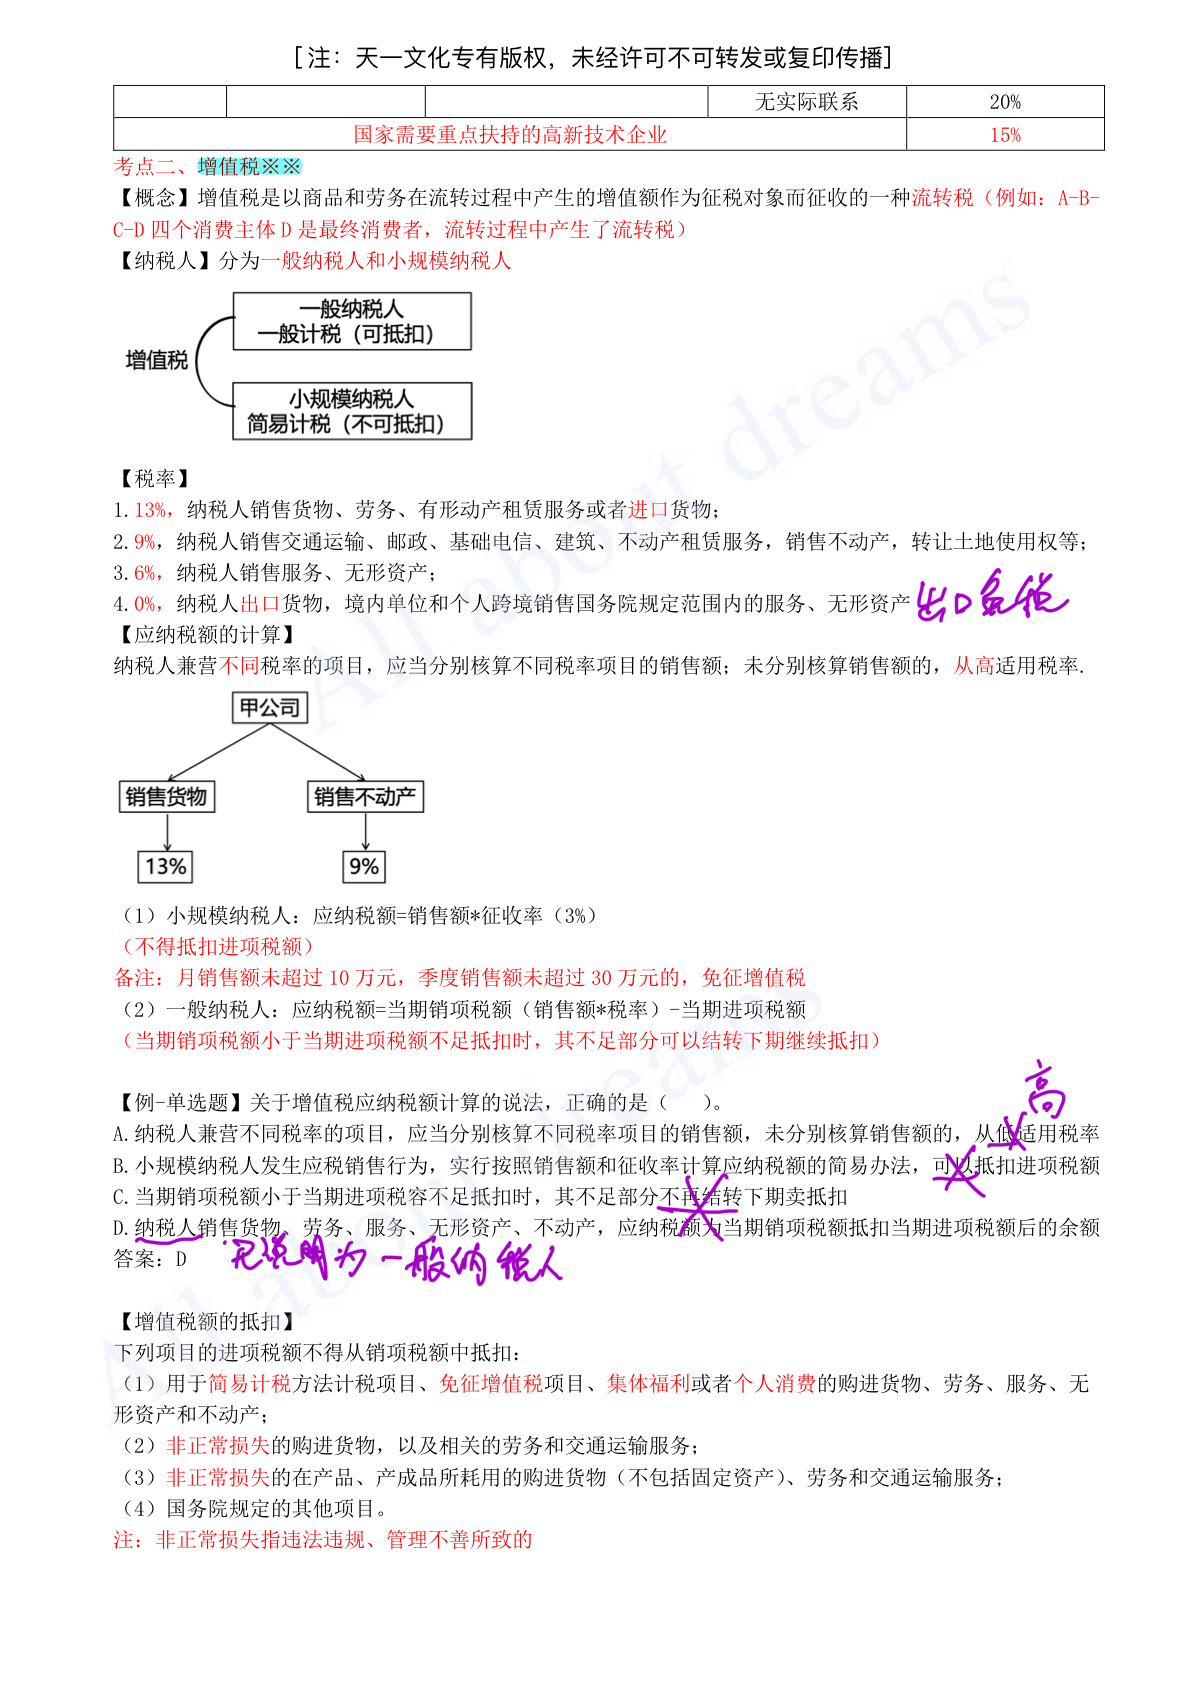 [注：天一文化专有版权，未经许可不可转发或复印传播]
无实际联系 20%
国家需要重点扶持的高新技术企业 15%
考点二、增值税※※
【概念】增值税是以商品和劳务在流转过程中产生的增值额作为征税对象而征收的一种流转税（例如：A-B-
C-D 四个消费主体 D 是最终消费者，流转过程中产生了流转税）
【纳税人】分为一般纳税人和小规模纳税人
一般纳税人
一般计税（可抵扣）
增值税
小规模纳税人
简易计税（不可抵扣）
【税率】
1.13%，纳税人销售货物、劳务、有形动产租赁服务或者进口货物；
2.9%，纳税人销售交通运输、邮政、基础电信、建筑、不动产租赁服务，销售不动产，转让土地使用权等；
3.6%，纳税人销售服务、无形资产；
4.0%，纳税人出口货物，境内单位和个人跨境销售国务院规定范围内的服务、无形资产 出口免税
【应纳税额的计算】
纳税人兼营不同税率的项目，应当分别核算不同税率项目的销售额；未分别核算销售额的，从高适用税率.
甲公司
销售货物 销售不动产
13% 9%
（1）小规模纳税人：应纳税额=销售额*征收率（3%）
（不得抵扣进项税额）
备注：月销售额未超过 10 万元，季度销售额未超过 30 万元的，免征增值税
（2）一般纳税人：应纳税额=当期销项税额（销售额*税率）-当期进项税额
（当期销项税额小于当期进项税额不足抵扣时，其不足部分可以结转下期继续抵扣）
高
【例-单选题】关于增值税应纳税额计算的说法，正确的是（ ）。
A.纳税人兼营不同税率的项目，应当分别核算不同税率项目的销售额，未分别核算销售额的，从低适用税率
B.小规模纳税人发生应税销售行为，实行按照销售额和征收率计算应纳税额的简易办法，可以抵扣进项税额
C.当期销项税额小于当期进项税容不足抵扣时，其不足部分不再结转下期卖抵扣
D.纳税人销售货物、劳务、服务、无形资产、不动产，应纳税额为当期销项税额抵扣当期进项税额后的余额
答案：D 无说明为一般纳税人
【增值税额的抵扣】
下列项目的进项税额不得从销项税额中抵扣：
（1）用于简易计税方法计税项目、免征增值税项目、集体福利或者个人消费的购进货物、劳务、服务、无
形资产和不动产；
（2）非正常损失的购进货物，以及相关的劳务和交通运输服务；
（3）非正常损失的在产品、产成品所耗用的购进货物（不包括固定资产）、劳务和交通运输服务；
（4）国务院规定的其他项目。
注：非正常损失指违法违规、管理不善所致的
All about dreams
All about dreams